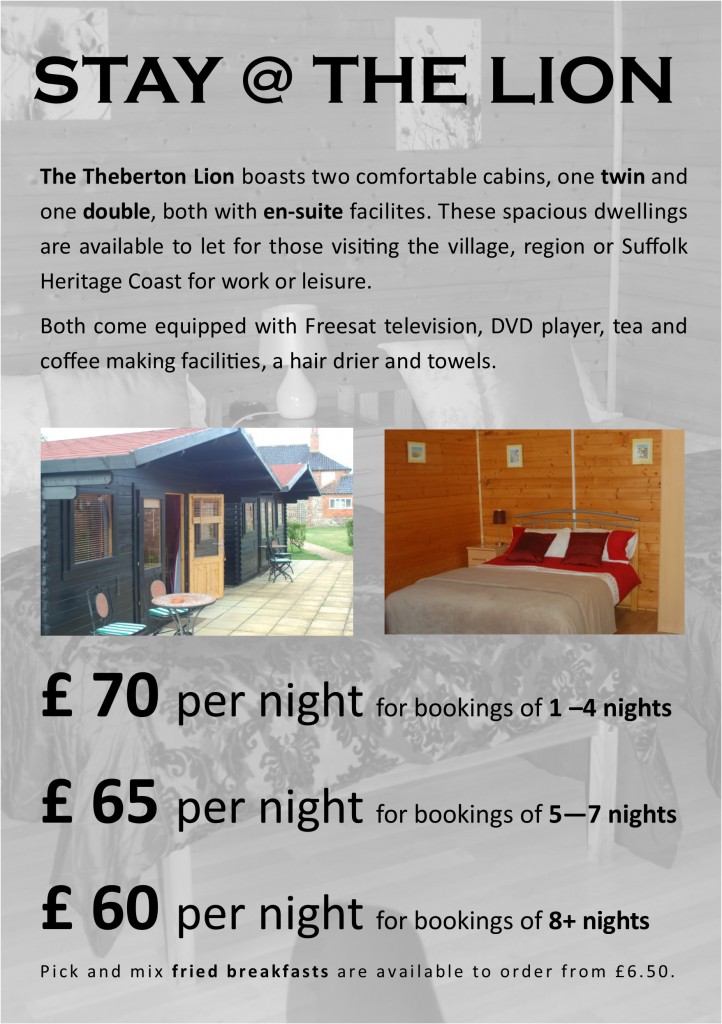 STAY @ THE LION
The Theberton Lion boasts two comfortable cabins, one twin and
one double, both with en-suite facilites. These spacious dwellings
are available to let for those visiting the village, region or Suffolk
Heritage Coast for work or leisure.
Both come equipped with Freesat television, DVD player, tea and
coffee making facilities, a hair drier and towels.
£ 70 per night for bookings of 1 –4 nights
£ 65 per night for bookings of 5—7 nights
£ 60 per night for bookings of 8+ nights
Pick and mix fried breakfasts are available to order from £6.50.